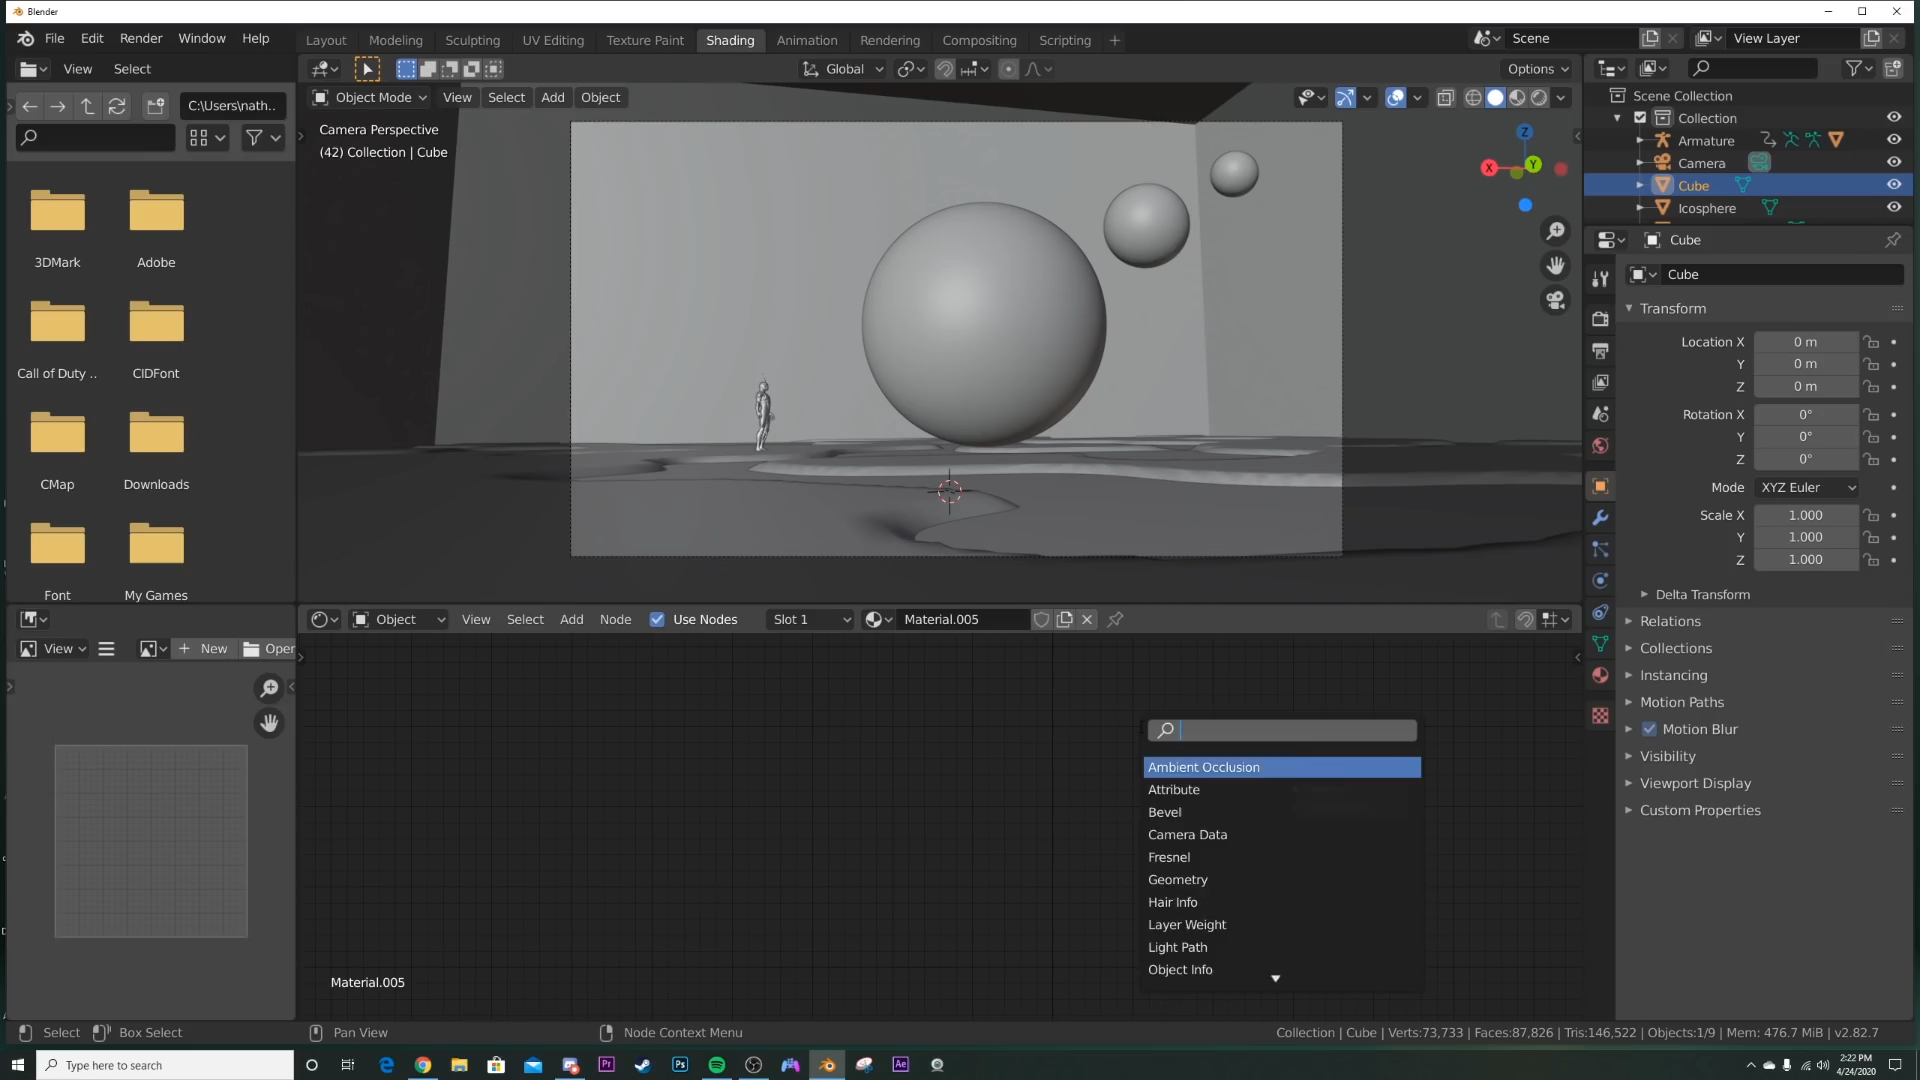 Blender
File Edit Render Window Help
Layout Modeling Sculpting UV Editing Texture Paint Shading Animation Rendering Compositing Scripting +
Scene
View Layer
View Select
Global
Options
C:\Users\nath..
Object Mode View Select Add Object
Camera Perspective
(42) Collection | Cube
Z
X
Y
Scene Collection
Collection
Armature
Camera
Cube
Icosphere
3DMark
Adobe
Call of Duty ..
CIDFont
CMap
Downloads
Font
My Games
Cube
Cube
Transform
Location X 0 m
Y 0 m
Z 0 m
Rotation X 0°
Y 0°
Z 0°
Mode XYZ Euler
Scale X 1.000
Y 1.000
Z 1.000
Delta Transform
Relations
Collections
Instancing
Motion Paths
Motion Blur
Visibility
Viewport Display
Custom Properties
Object View Select Add Node Use Nodes Slot 1 Material.005
View + New Oper
Ambient Occlusion
Attribute
Bevel
Camera Data
Fresnel
Geometry
Hair Info
Layer Weight
Light Path
Object Info
Material.005
Select Box Select Pan View Node Context Menu
Collection | Cube | Verts:73,733 | Faces:87,826 | Tris:146,522 | Objects:1/9 | Mem: 476.7 MiB | v2.82.7
Type here to search
Pr
Ps
Ae
2:22 PM
4/24/2020